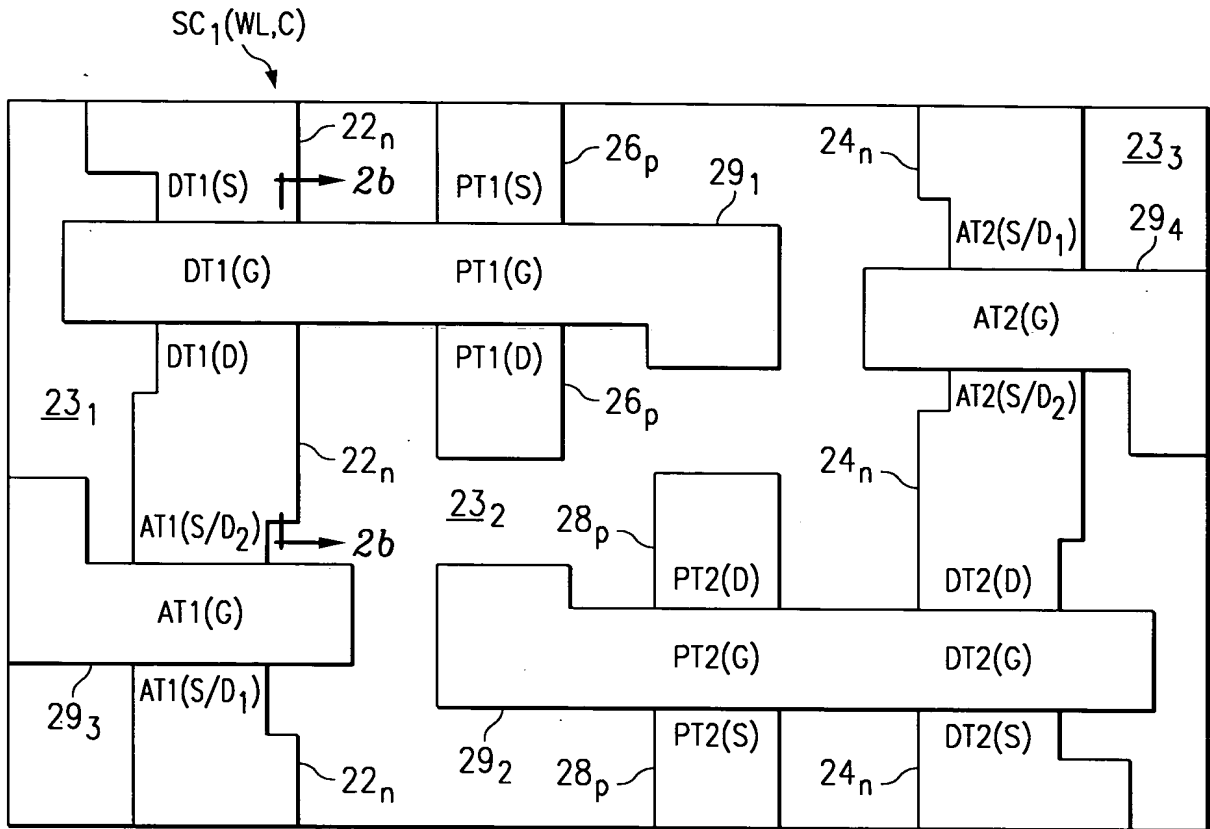 SC₁(WL,C)
22ₙ
26ₚ
24ₙ
23₃
DT1(S)
2b
PT1(S)
29₁
AT2(S/D₁)
29₄
DT1(G)
PT1(G)
AT2(G)
DT1(D)
PT1(D)
26ₚ
AT2(S/D₂)
23₁
22ₙ
24ₙ
23₂
AT1(S/D₂)
2b
28ₚ
PT2(D)
DT2(D)
AT1(G)
PT2(G)
DT2(G)
AT1(S/D₁)
29₃
29₂
PT2(S)
DT2(S)
22ₙ
28ₚ
24ₙ